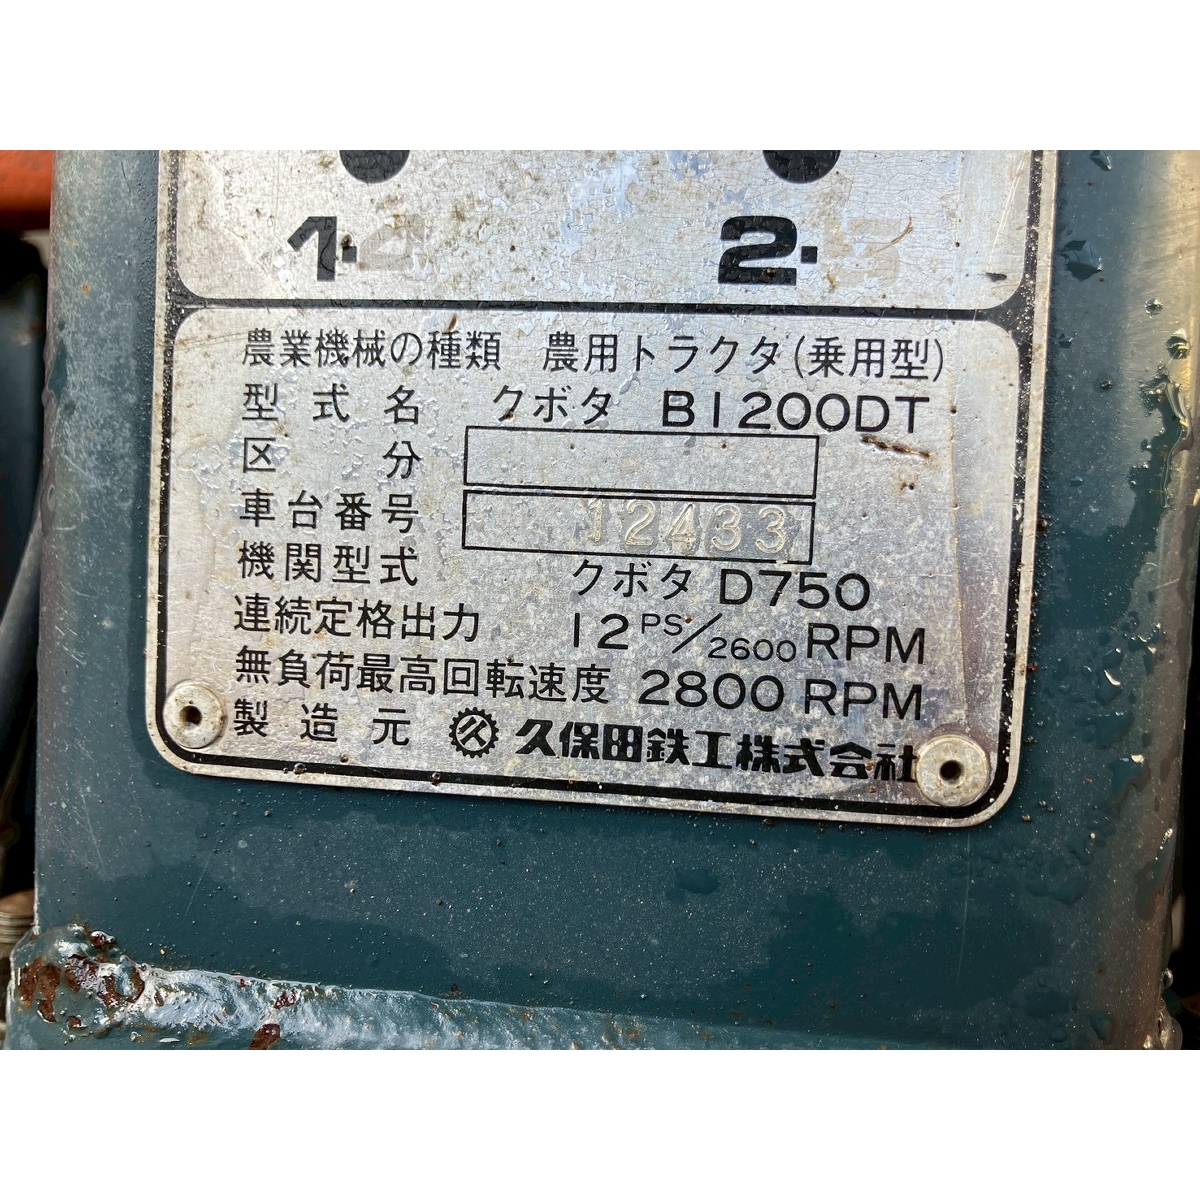 1.
2.
農業機械の種類 農用トラクタ(乗用型)
型式名 クボタ B1200DT
区分
車台番号 12433
機関型式 クボタ D750
連続定格出力 12PS/2600RPM
無負荷最高回転速度 2800RPM
製造元 久保田鉄工株式会社